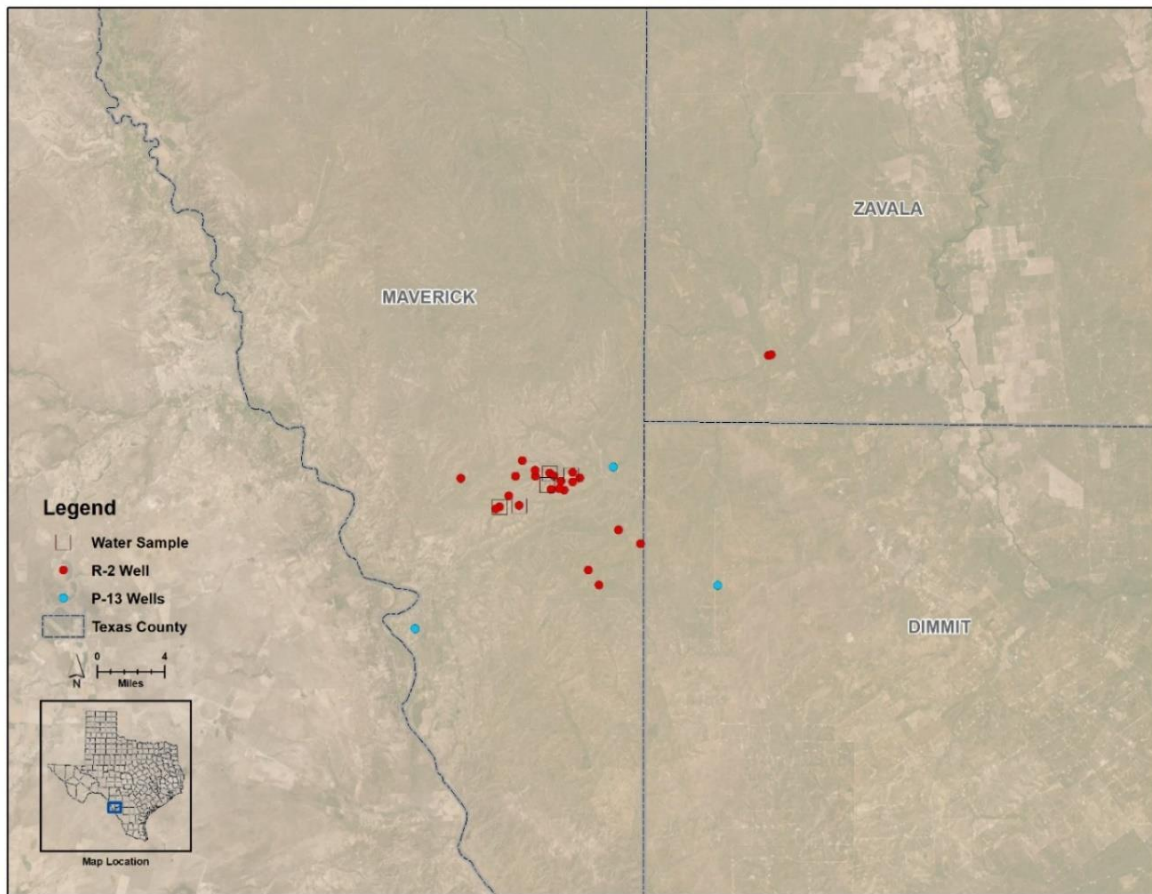 ZAVALA
MAVERICK
DIMMIT
Legend
Water Sample
R-2 Well
P-13 Wells
Texas County
N
0 4
Miles
Map Location